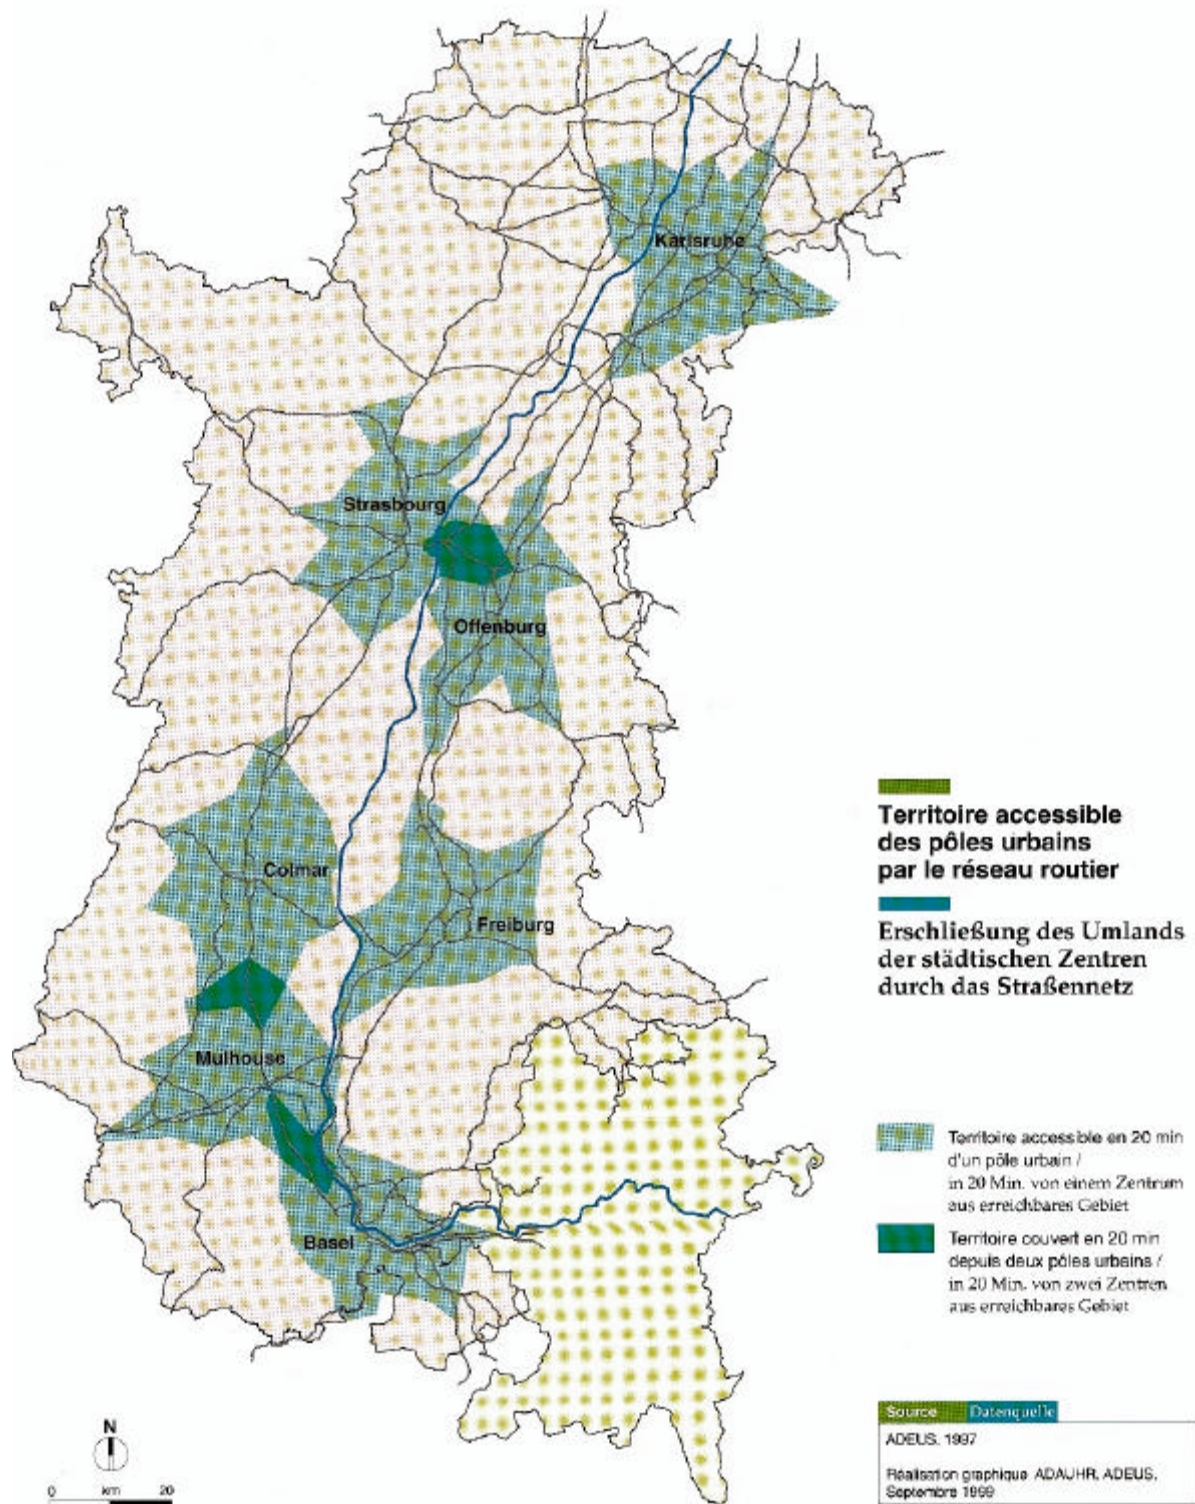 Karlsruhe
Strasbourg
Offenburg
Colmar
Freiburg
Mulhouse
Basel
Territoire accessible
des pôles urbains
par le réseau routier
Erschließung des Umlands
der städtischen Zentren
durch das Straßennetz
Territoire accessible en 20 min
d'un pôle urbain /
in 20 Min. von einem Zentrum
aus erreichbares Gebiet
Territoire couvert en 20 min
depuis deux pôles urbains /
in 20 Min. von zwei Zentren
aus erreichbares Gebiet
Source Datenquelle
ADEUS, 1997
Réalisation graphique ADAUHR, ADEUS,
Septembre 1999
N
0 km 20